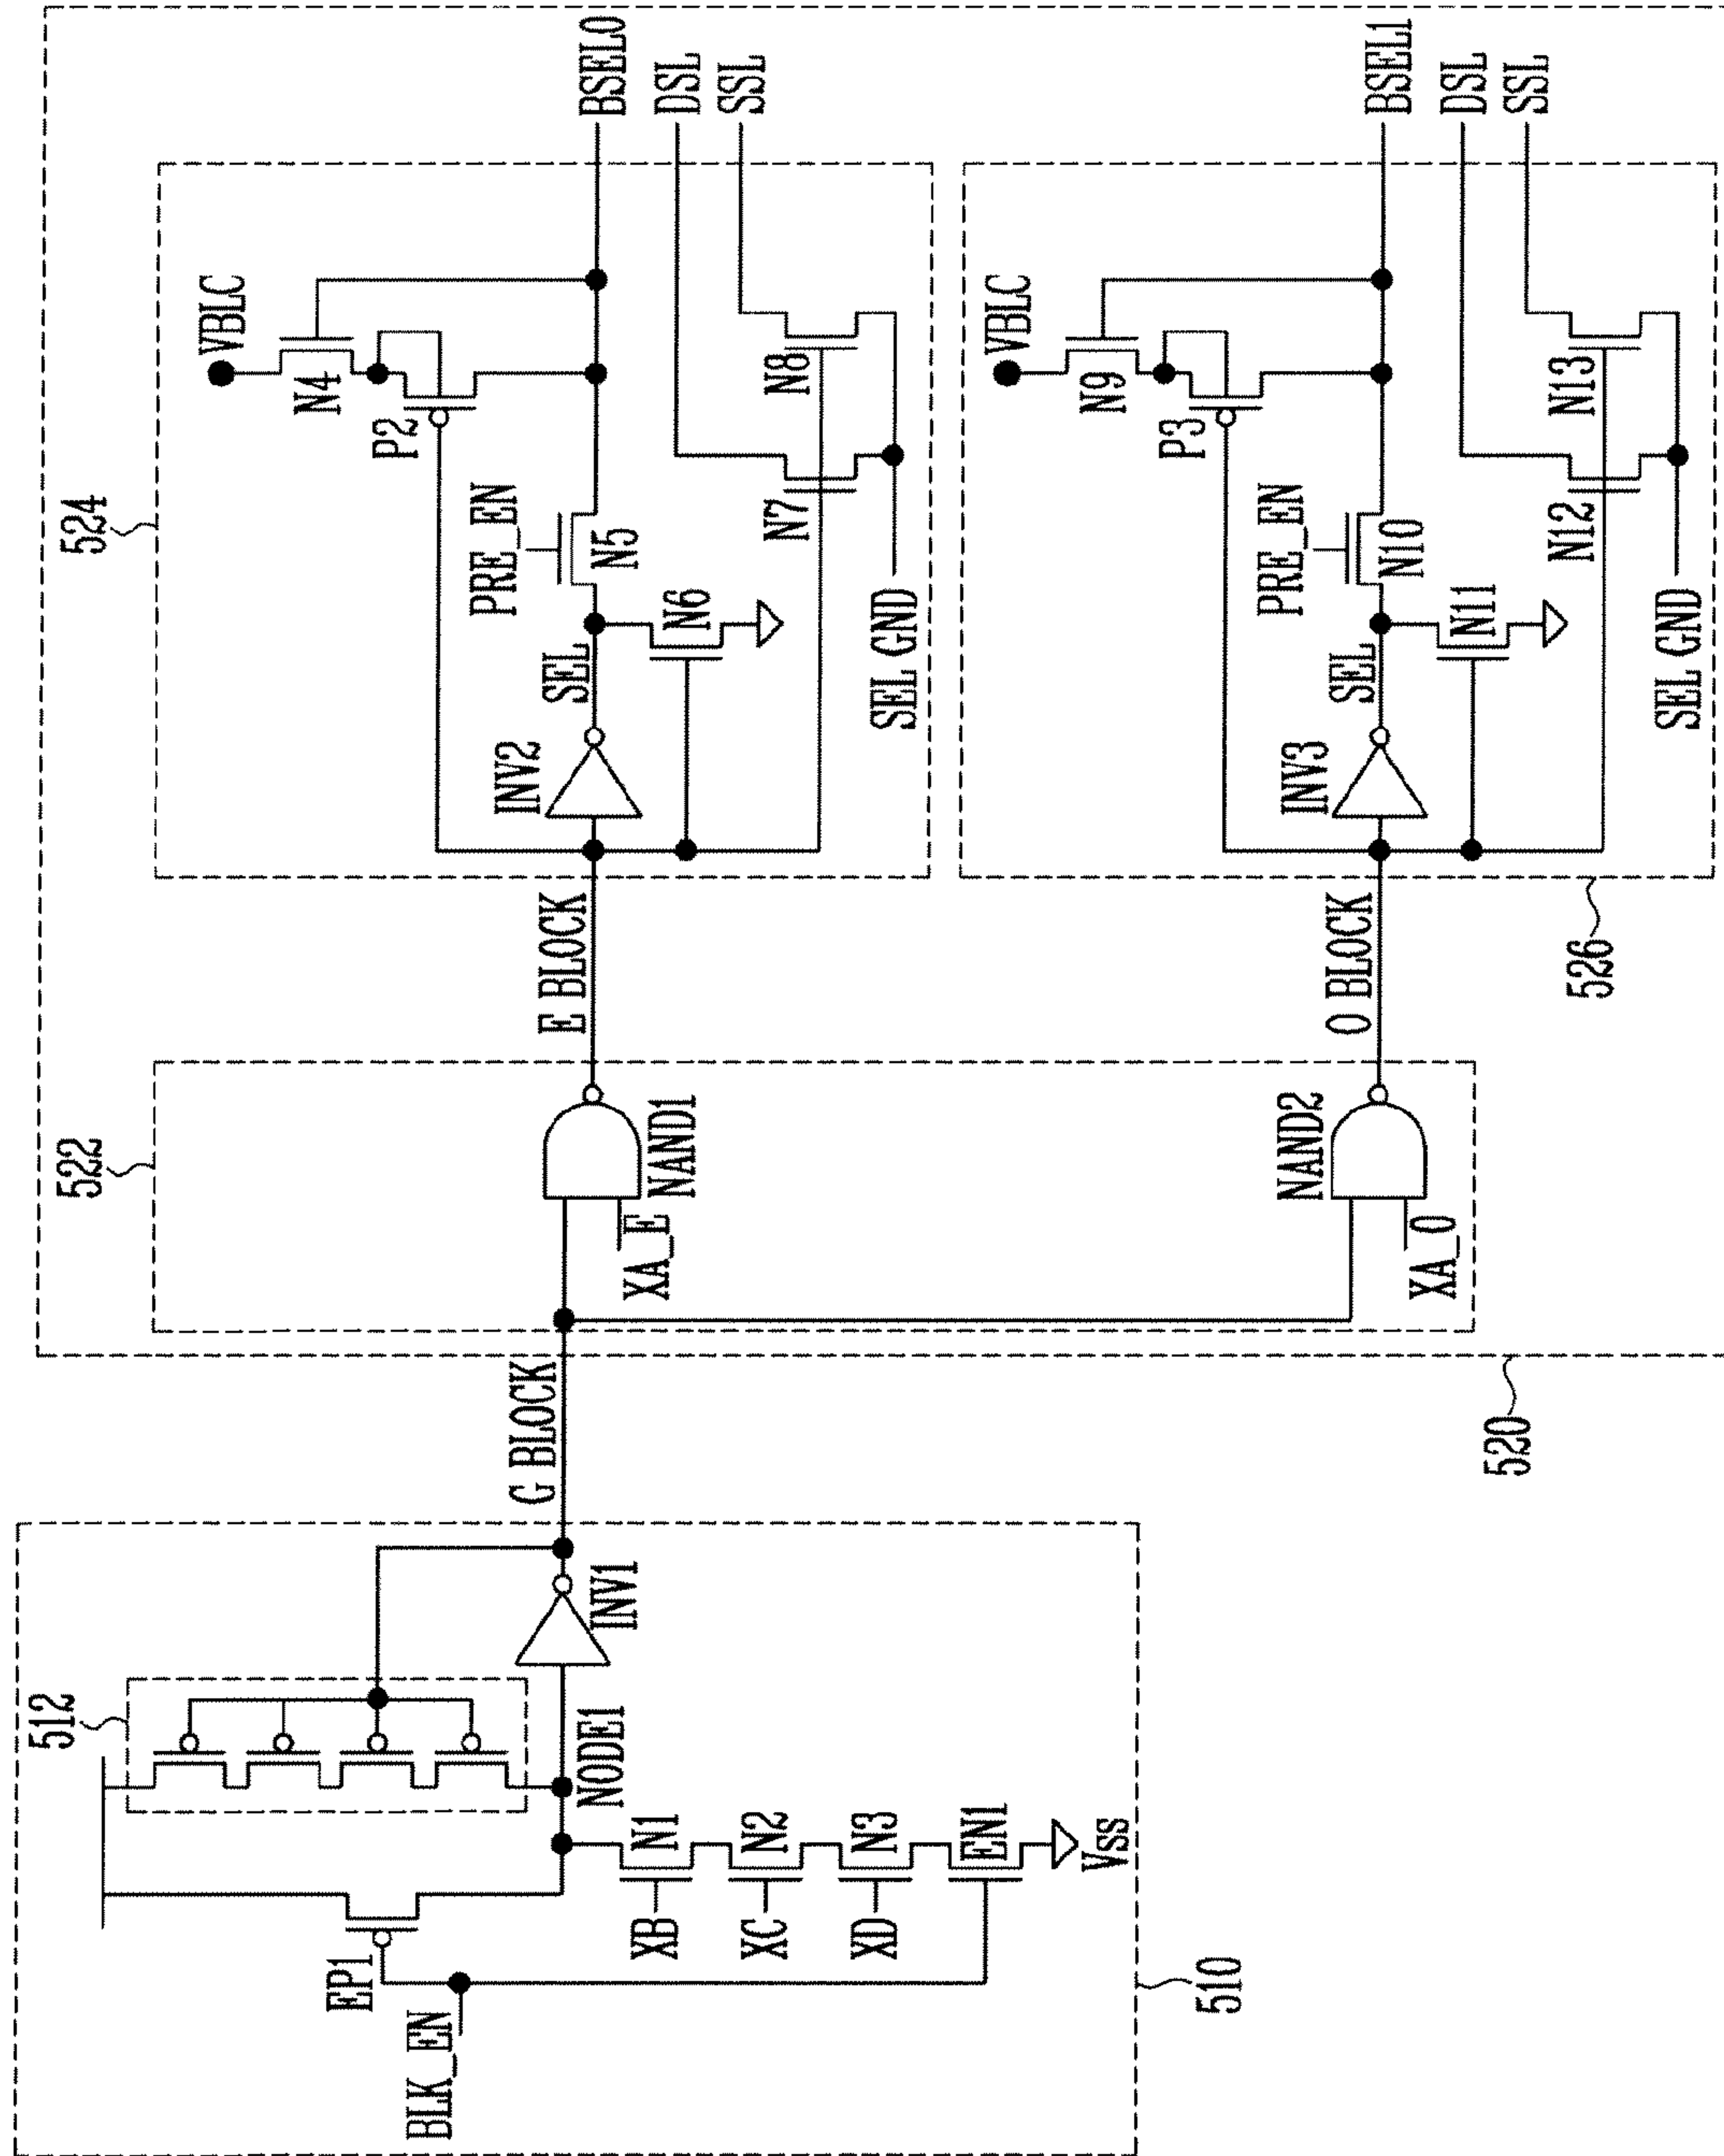 510
BLK_EN
EP1
512
XB
N1
XC
N2
XD
N3
EN1
Vss
NODE1
INV1
G BLOCK
520
522
XA_E
NAND1
XA_O
NAND2
E BLOCK
O BLOCK
524
VBLC
N4
P2
PRE_EN
N5
INV2
SEL
N6
N7
N8
SEL GND
BSEL0
DSL
SSL
526
VBLC
N9
P3
PRE_EN
N10
INV3
SEL
N11
N12
N13
SEL GND
BSEL1
DSL
SSL